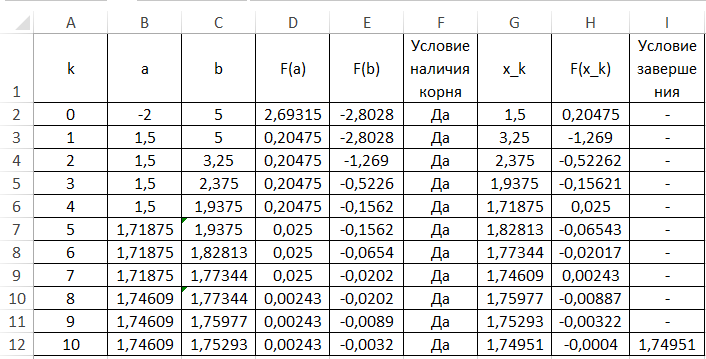 A B C D E F G H I
1 k a b F(a) F(b) Условие наличия корня x_k F(x_k) Условие заверше ния
2 0 -2 5 2,69315 -2,8028 Да 1,5 0,20475 -
3 1 1,5 5 0,20475 -2,8028 Да 3,25 -1,269 -
4 2 1,5 3,25 0,20475 -1,269 Да 2,375 -0,52262 -
5 3 1,5 2,375 0,20475 -0,5226 Да 1,9375 -0,15621 -
6 4 1,5 1,9375 0,20475 -0,1562 Да 1,71875 0,025 -
7 5 1,71875 1,9375 0,025 -0,1562 Да 1,82813 -0,06543 -
8 6 1,71875 1,82813 0,025 -0,0654 Да 1,77344 -0,02017 -
9 7 1,71875 1,77344 0,025 -0,0202 Да 1,74609 0,00243 -
10 8 1,74609 1,77344 0,00243 -0,0202 Да 1,75977 -0,00887 -
11 9 1,74609 1,75977 0,00243 -0,0089 Да 1,75293 -0,00322 -
12 10 1,74609 1,75293 0,00243 -0,0032 Да 1,74951 -0,0004 1,74951